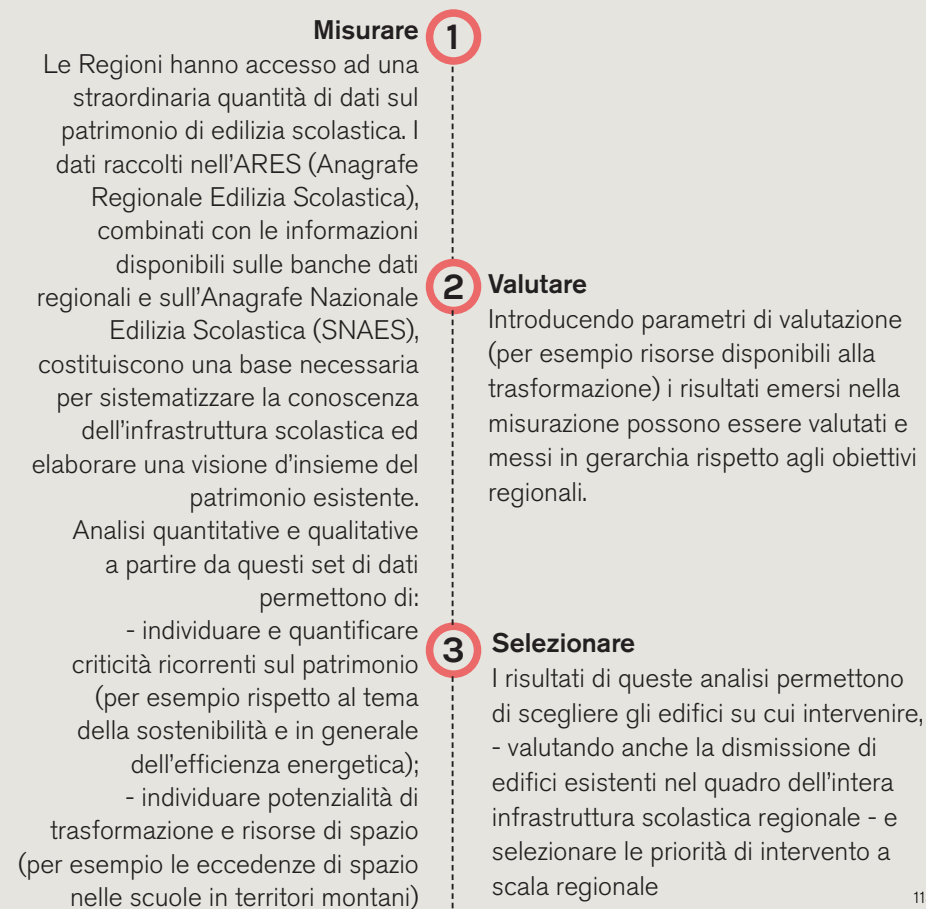 Misurare
1
Le Regioni hanno accesso ad una
straordinaria quantità di dati sul
patrimonio di edilizia scolastica. I
dati raccolti nell'ARES (Anagrafe
Regionale Edilizia Scolastica),
combinati con le informazioni
disponibili sulle banche dati
regionali e sull'Anagrafe Nazionale
Edilizia Scolastica (SNAES),
costituiscono una base necessaria
per sistematizzare la conoscenza
dell'infrastruttura scolastica ed
elaborare una visione d'insieme del
patrimonio esistente.
Analisi quantitative e qualitative
a partire da questi set di dati
permettono di:
- individuare e quantificare
criticità ricorrenti sul patrimonio
(per esempio rispetto al tema
della sostenibilità e in generale
dell'efficienza energetica);
- individuare potenzialità di
trasformazione e risorse di spazio
(per esempio le eccedenze di spazio
nelle scuole in territori montani)
2
Valutare
Introducendo parametri di valutazione
(per esempio risorse disponibili alla
trasformazione) i risultati emersi nella
misurazione possono essere valutati e
messi in gerarchia rispetto agli obiettivi
regionali.
3
Selezionare
I risultati di queste analisi permettono
di scegliere gli edifici su cui intervenire,
- valutando anche la dismissione di
edifici esistenti nel quadro dell'intera
infrastruttura scolastica regionale - e
selezionare le priorità di intervento a
scala regionale
11